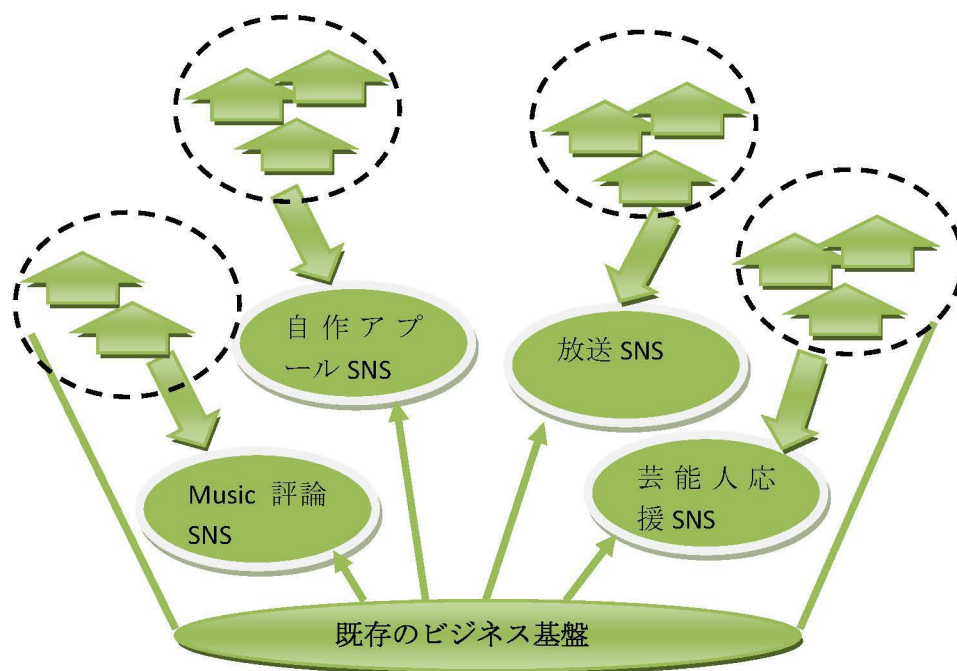 自作アプ
ール SNS
放送 SNS
Music 評論
SNS
芸能人応
援 SNS
既存のビジネス基盤